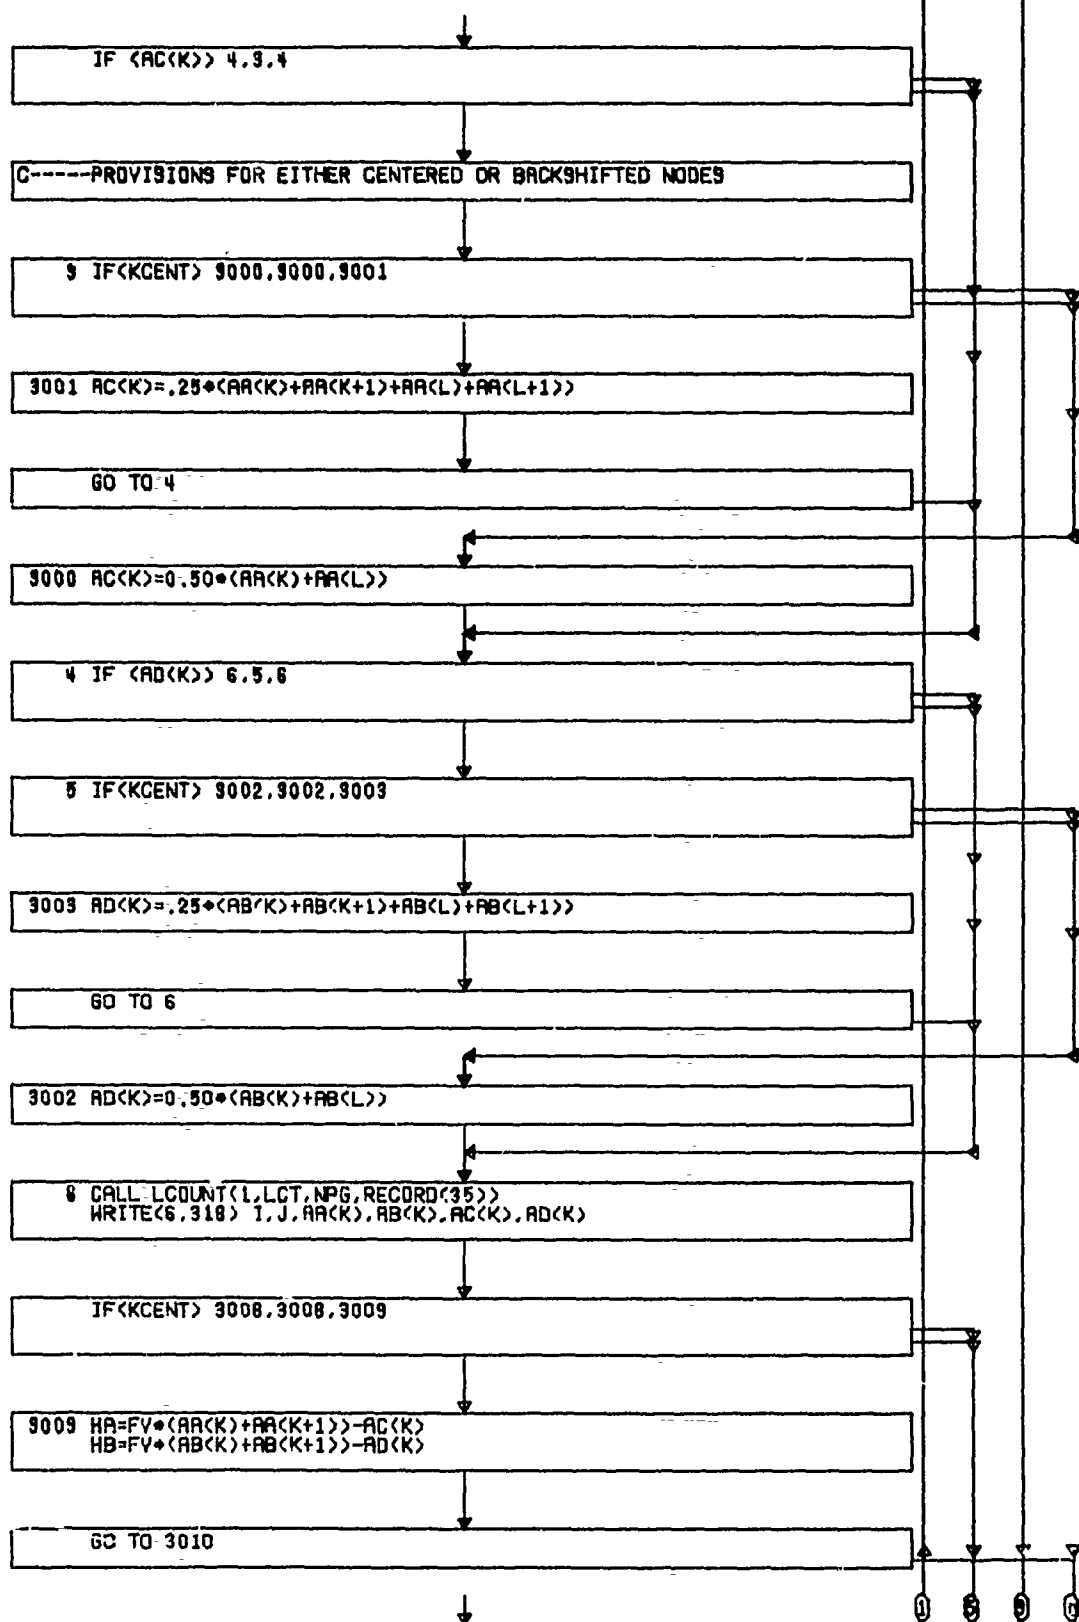 IF (AC(K)) 4,3,4
C-----PROVISIONS FOR EITHER CENTERED OR BACKSHIFTED NODES
3 IF(KCENT) 3000,3000,3001
3001 AC(K)=.25*(AA(K)+AA(K+1)+AA(L)+AA(L+1))
GO TO 4
3000 AC(K)=0.50*(AA(K)+AA(L))
4 IF (AD(K)) 6,5,6
5 IF(KCENT) 3002,3002,3003
3003 AD(K)=.25*(AB(K)+AB(K+1)+AB(L)+AB(L+1))
GO TO 6
3002 AD(K)=0.50*(AB(K)+AB(L))
6 CALL LCOUNT(1,LCT,NPG,RECORD(35))
WRITE(6,318) I,J,AA(K),AB(K),AC(K),AD(K)
IF(KCENT) 3008,3008,3009
3009 HA=FV*(AA(K)+AA(K+1))-AC(K)
HB=FV*(AB(K)+AB(K+1))-AD(K)
GO TO 3010
1